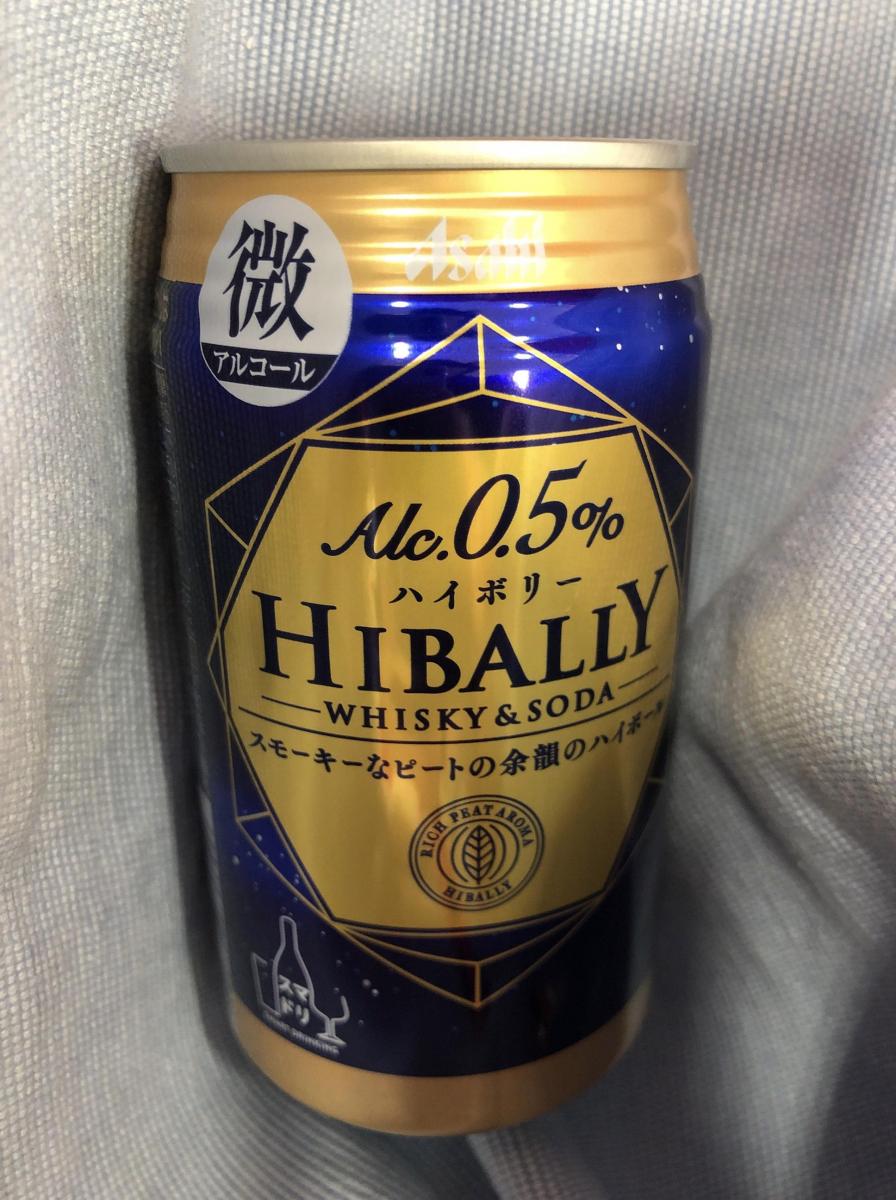 Asahi
微
アルコール
Alc.0.5%
ハイボリー
HIBALLY
WHISKY & SODA
スモーキーなピートの余韻のハイボール
RICH PEAT AROMA
HIBALLY
スマ
ドリ
SMART DRINKING